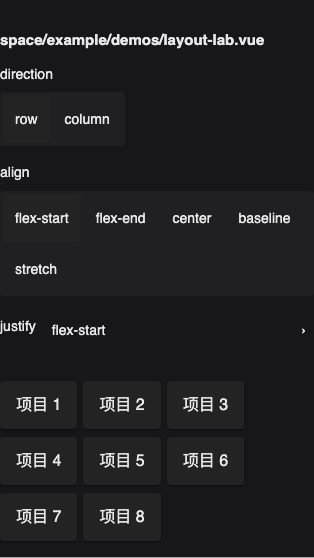 space/example/demos/layout-lab.vue
direction
row column
align
flex-start flex-end center baseline
stretch
justify flex-start ›
项目 1 项目 2 项目 3
项目 4 项目 5 项目 6
项目 7 项目 8